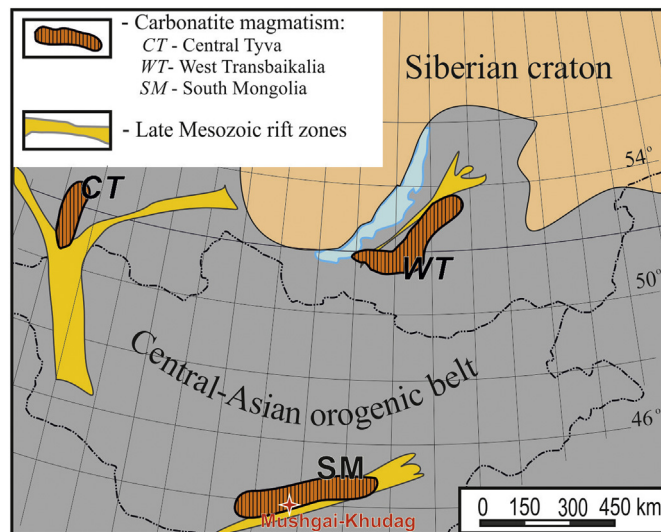 - Carbonatite magmatism:
CT - Central Tyva
WT- West Transbaikalia
SM - South Mongolia
- Late Mesozoic rift zones
Siberian craton
54°
CT
WT
50°
Central-Asian orogenic belt
46°
SM
Mushgai-Khudag
0 150 300 450 km